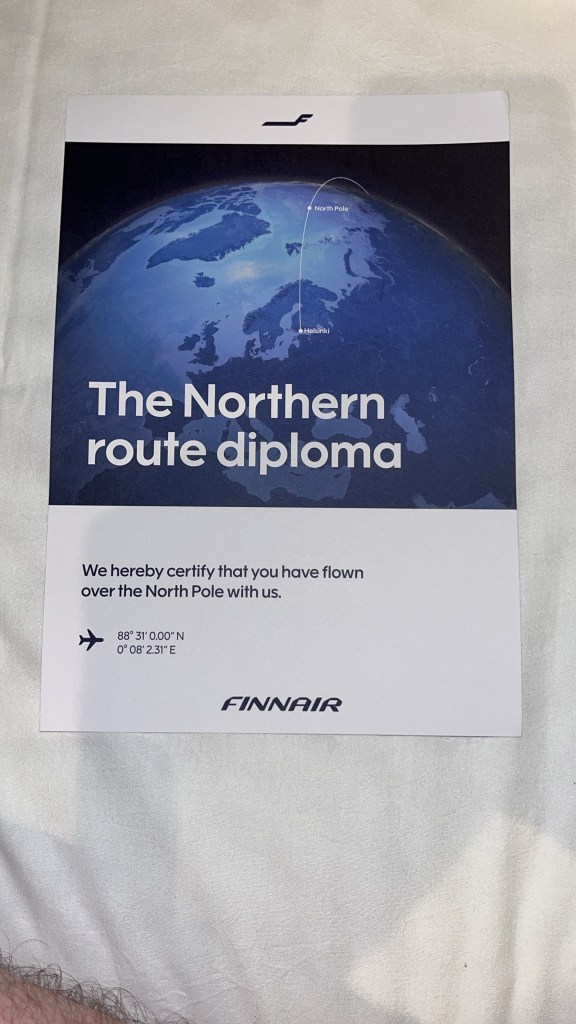 North Pole
Helsinki
The Northern
route diploma
We hereby certify that you have flown
over the North Pole with us.
88° 31' 0.00" N
0° 08' 2.31" E
FINNAIR